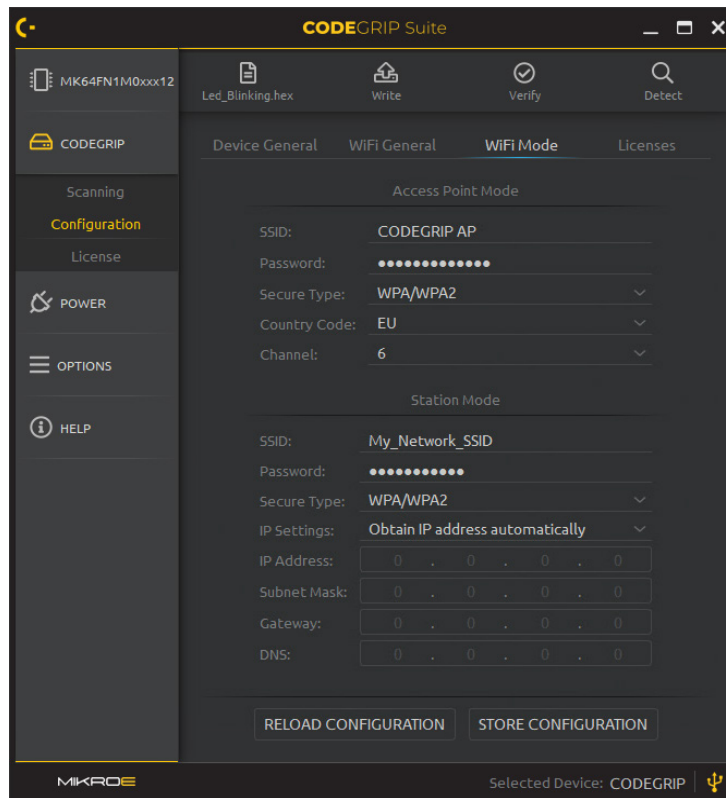 CODEGRIP Suite
MK64FN1M0xxx12
Led_Blinking.hex
Write
Verify
Detect
CODEGRIP
Scanning
Configuration
License
POWER
OPTIONS
HELP
Device General
WiFi General
WiFi Mode
Licenses
Access Point Mode
SSID: CODEGRIP AP
Password: •••••••••••••
Secure Type: WPA/WPA2
Country Code: EU
Channel: 6
Station Mode
SSID: My_Network_SSID
Password: •••••••••••
Secure Type: WPA/WPA2
IP Settings: Obtain IP address automatically
IP Address: 0 . 0 . 0 . 0
Subnet Mask: 0 . 0 . 0 . 0
Gateway: 0 . 0 . 0 . 0
DNS: 0 . 0 . 0 . 0
RELOAD CONFIGURATION
STORE CONFIGURATION
MIKROE
Selected Device: CODEGRIP